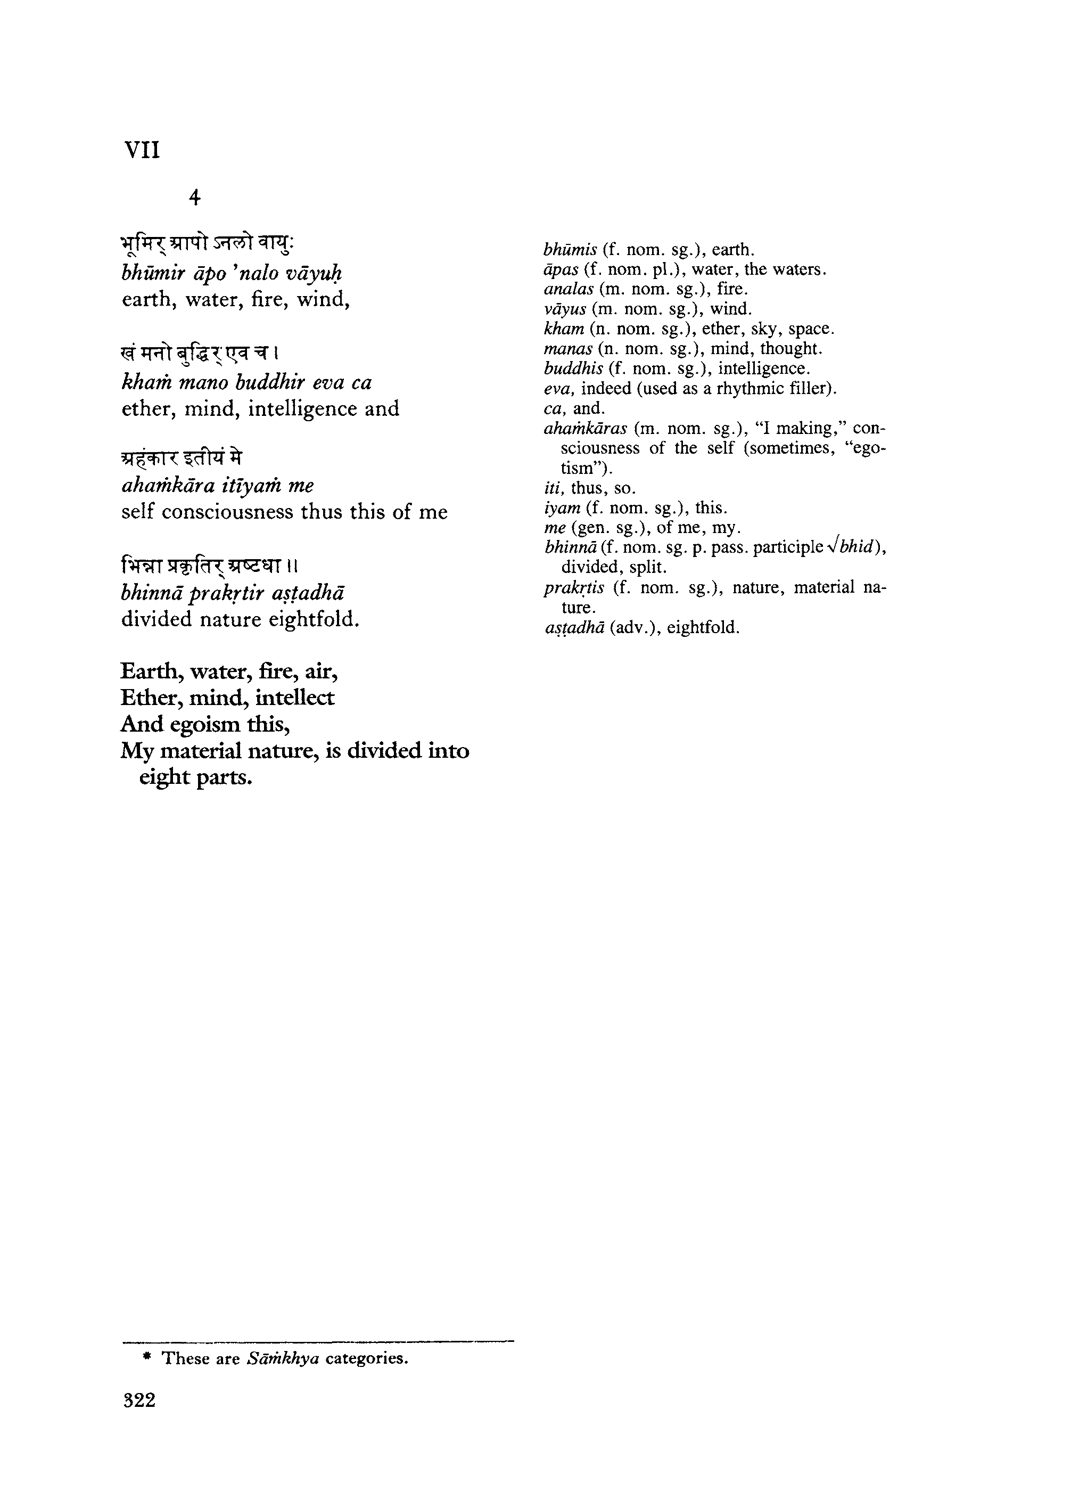 VII
4
भूमिर् आपो ऽनलो वायुः
bhūmir āpo 'nalo vāyuḥ
earth, water, fire, wind,
खं मनो बुद्धिर् एव च ।
khaṁ mano buddhir eva ca
ether, mind, intelligence and
अहंकार इतीयं मे
ahaṁkāra itīyaṁ me
self consciousness thus this of me
भिन्ना प्रकृतिर् अष्टधा ॥
bhinnā prakṛtir aṣṭadhā
divided nature eightfold.
Earth, water, fire, air,
Ether, mind, intellect
And egoism this,
My material nature, is divided into
eight parts.
bhūmis (f. nom. sg.), earth.
āpas (f. nom. pl.), water, the waters.
analas (m. nom. sg.), fire.
vāyus (m. nom. sg.), wind.
kham (n. nom. sg.), ether, sky, space.
manas (n. nom. sg.), mind, thought.
buddhis (f. nom. sg.), intelligence.
eva, indeed (used as a rhythmic filler).
ca, and.
ahaṁkāras (m. nom. sg.), “I making,” con-
sciousness of the self (sometimes, “ego-
tism”).
iti, thus, so.
iyam (f. nom. sg.), this.
me (gen. sg.), of me, my.
bhinnā (f. nom. sg. p. pass. participle √bhid),
divided, split.
prakṛtis (f. nom. sg.), nature, material na-
ture.
aṣṭadhā (adv.), eightfold.
* These are Sāṁkhya categories.
322